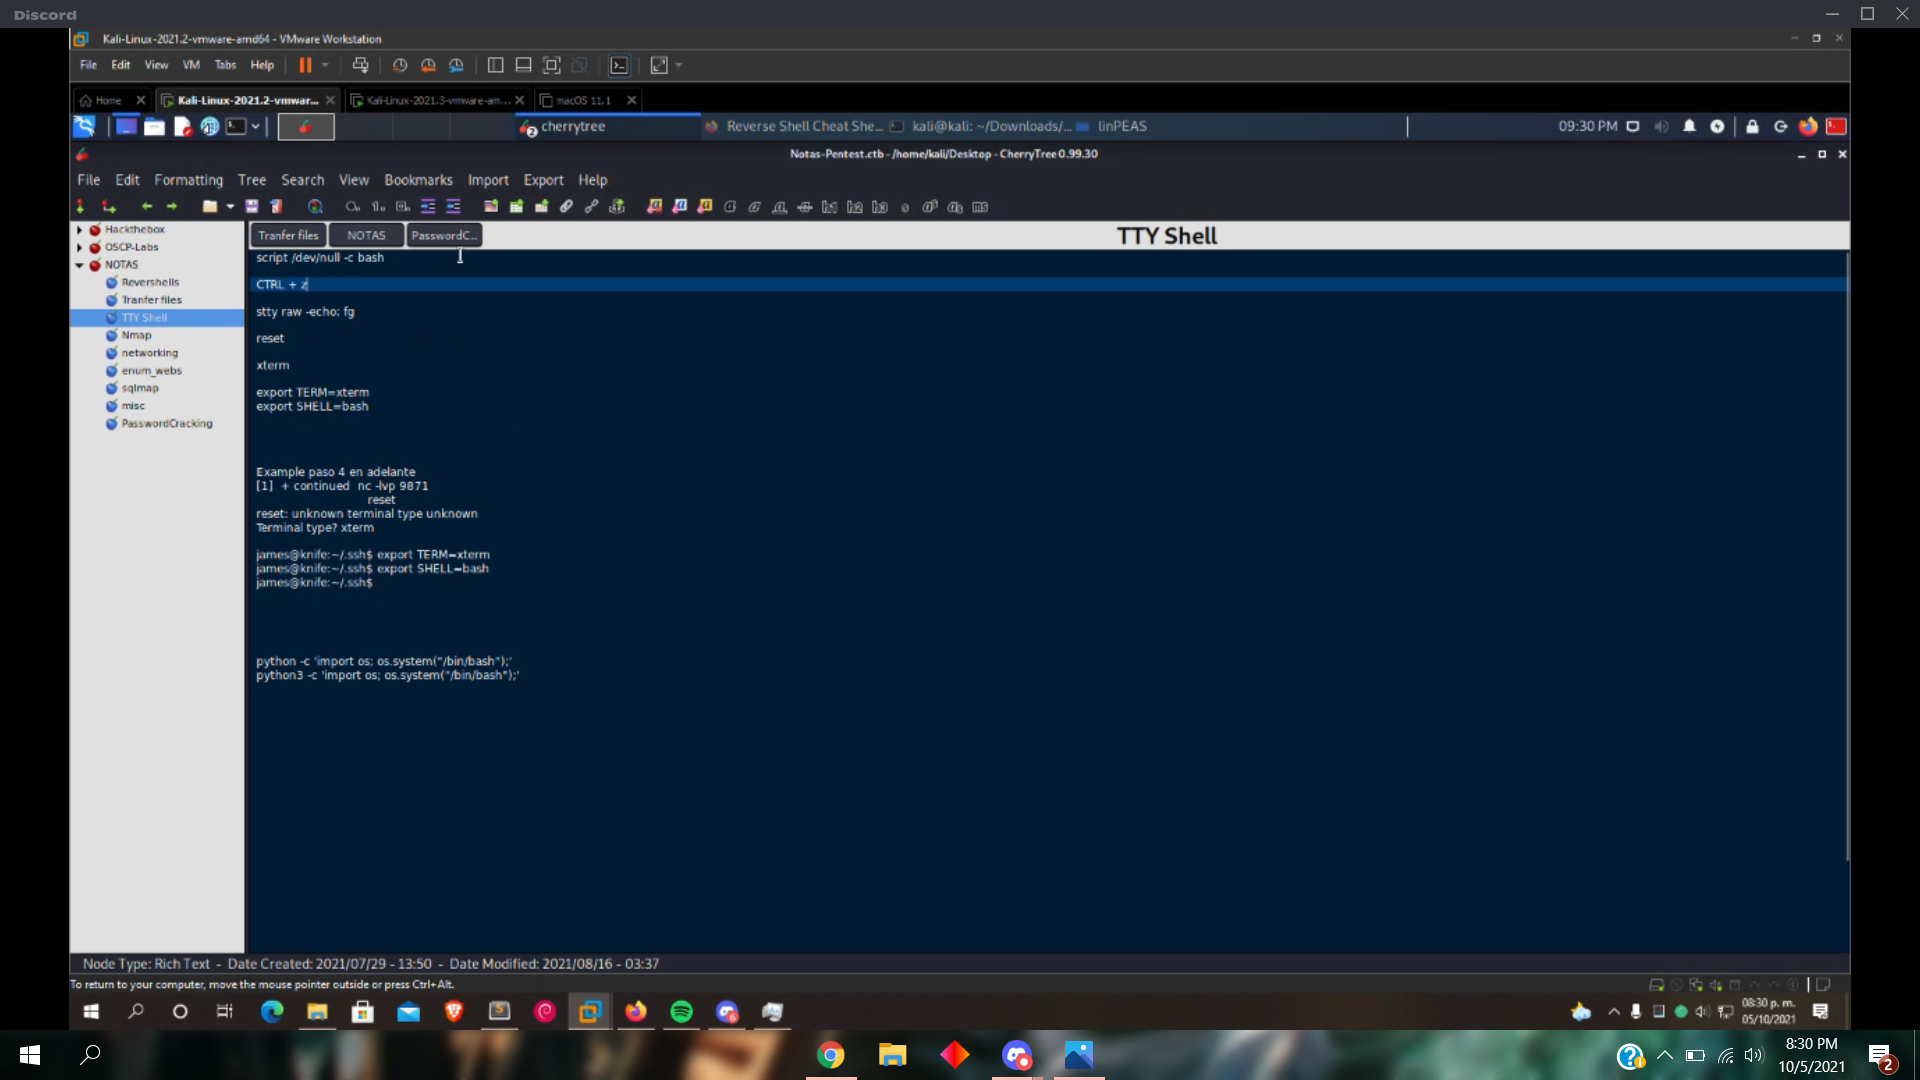 Discord
Kali-Linux-2021.2-vmware-amd64 - VMware Workstation
File Edit View VM Tabs Help
Home Kali-Linux-2021.2-vmwar... Kali-Linux-2021.3-vmware-am... macOS 11.1
cherrytree Reverse Shell Cheat She... kali@kali: ~/Downloads/... linPEAS 09:30 PM
Notas-Pentest.ctb - /home/kali/Desktop - CherryTree 0.99.30
File Edit Formatting Tree Search View Bookmarks Import Export Help
Hackthebox
OSCP-Labs
NOTAS
Revershells
Tranfer files
TTY Shell
Nmap
networking
enum_webs
sqlmap
misc
PasswordCracking
Tranfer files NOTAS PasswordC... TTY Shell
script /dev/null -c bash
CTRL + z
stty raw -echo; fg
reset
xterm
export TERM=xterm
export SHELL=bash
Example paso 4 en adelante
[1] + continued nc -lvp 9871
reset
reset: unknown terminal type unknown
Terminal type? xterm
james@knife:~/.ssh$ export TERM=xterm
james@knife:~/.ssh$ export SHELL=bash
james@knife:~/.ssh$
python -c 'import os; os.system("/bin/bash");'
python3 -c 'import os; os.system("/bin/bash");'
Node Type: Rich Text - Date Created: 2021/07/29 - 13:50 - Date Modified: 2021/08/16 - 03:37
To return to your computer, move the mouse pointer outside or press Ctrl+Alt.
08:30 p. m.
05/10/2021
8:30 PM
10/5/2021
2